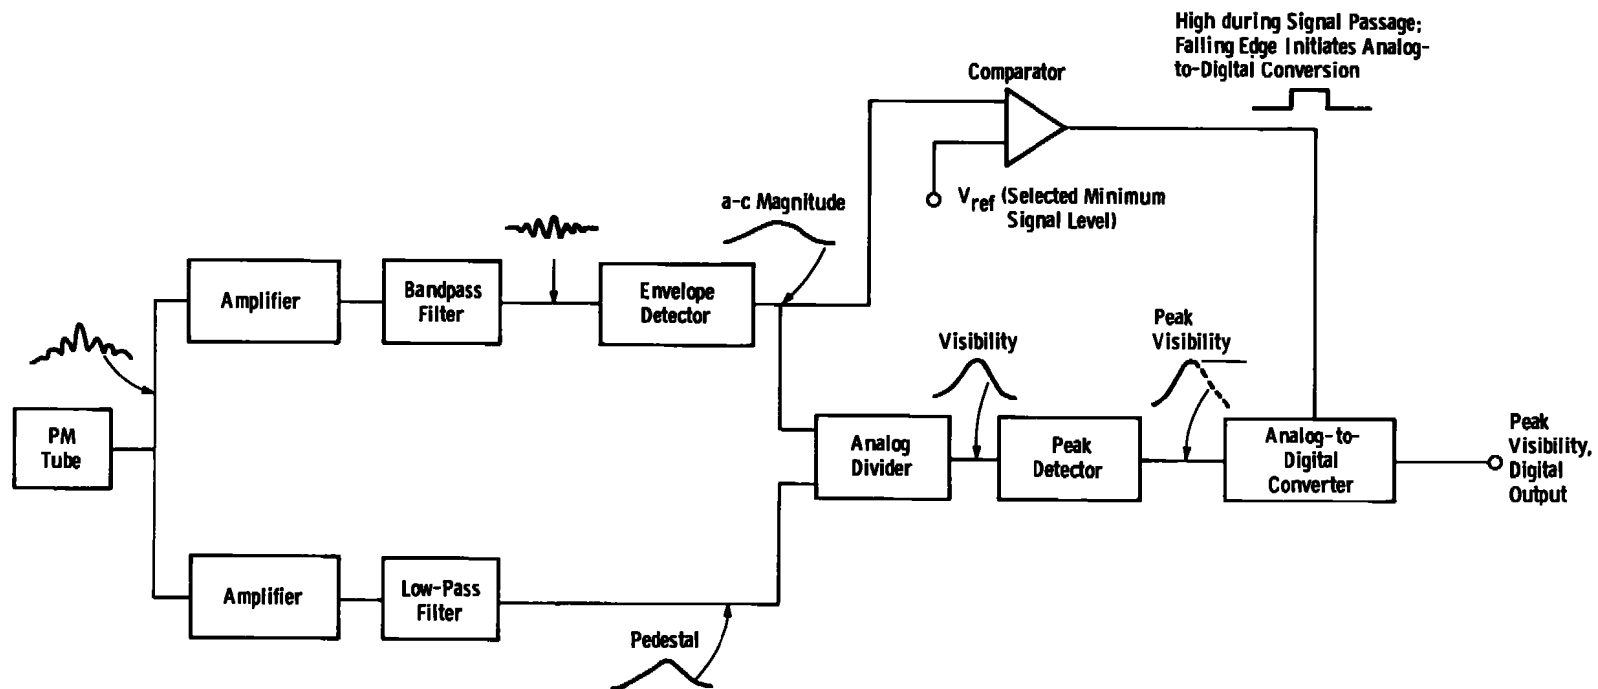 High during Signal Passage;
Falling Edge Initiates Analog-
to-Digital Conversion
Comparator
V_ref (Selected Minimum
Signal Level)
a-c Magnitude
Amplifier
Bandpass
Filter
Envelope
Detector
Visibility
Peak
Visibility
PM
Tube
Analog
Divider
Peak
Detector
Analog-to-
Digital
Converter
Peak
Visibility,
Digital
Output
Amplifier
Low-Pass
Filter
Pedestal